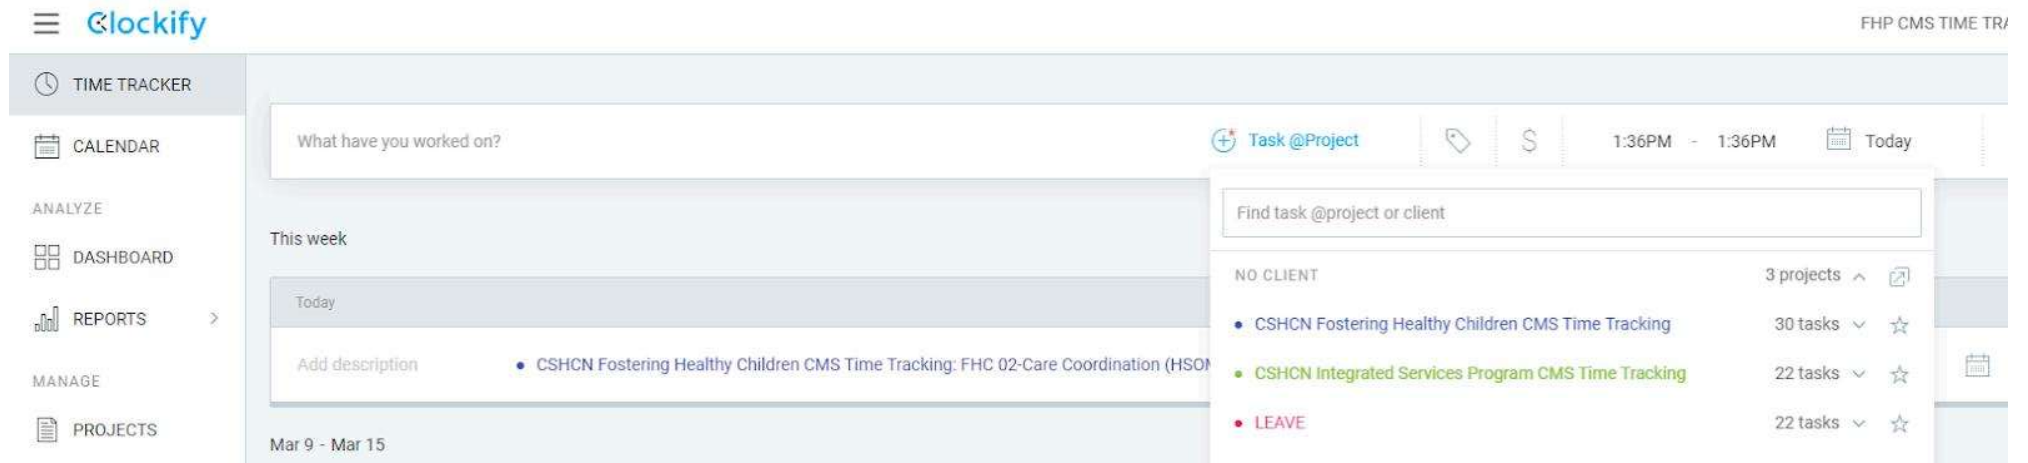 Clockify
FHP CMS TIME TRA
TIME TRACKER
CALENDAR
ANALYZE
DASHBOARD
REPORTS
MANAGE
PROJECTS
What have you worked on?
Task @Project
$
1:36PM - 1:36PM
Today
Find task @project or client
NO CLIENT 3 projects
CSHCN Fostering Healthy Children CMS Time Tracking 30 tasks
CSHCN Integrated Services Program CMS Time Tracking 22 tasks
LEAVE 22 tasks
This week
Today
Add description
CSHCN Fostering Healthy Children CMS Time Tracking: FHC 02-Care Coordination (HSOM
Mar 9 - Mar 15